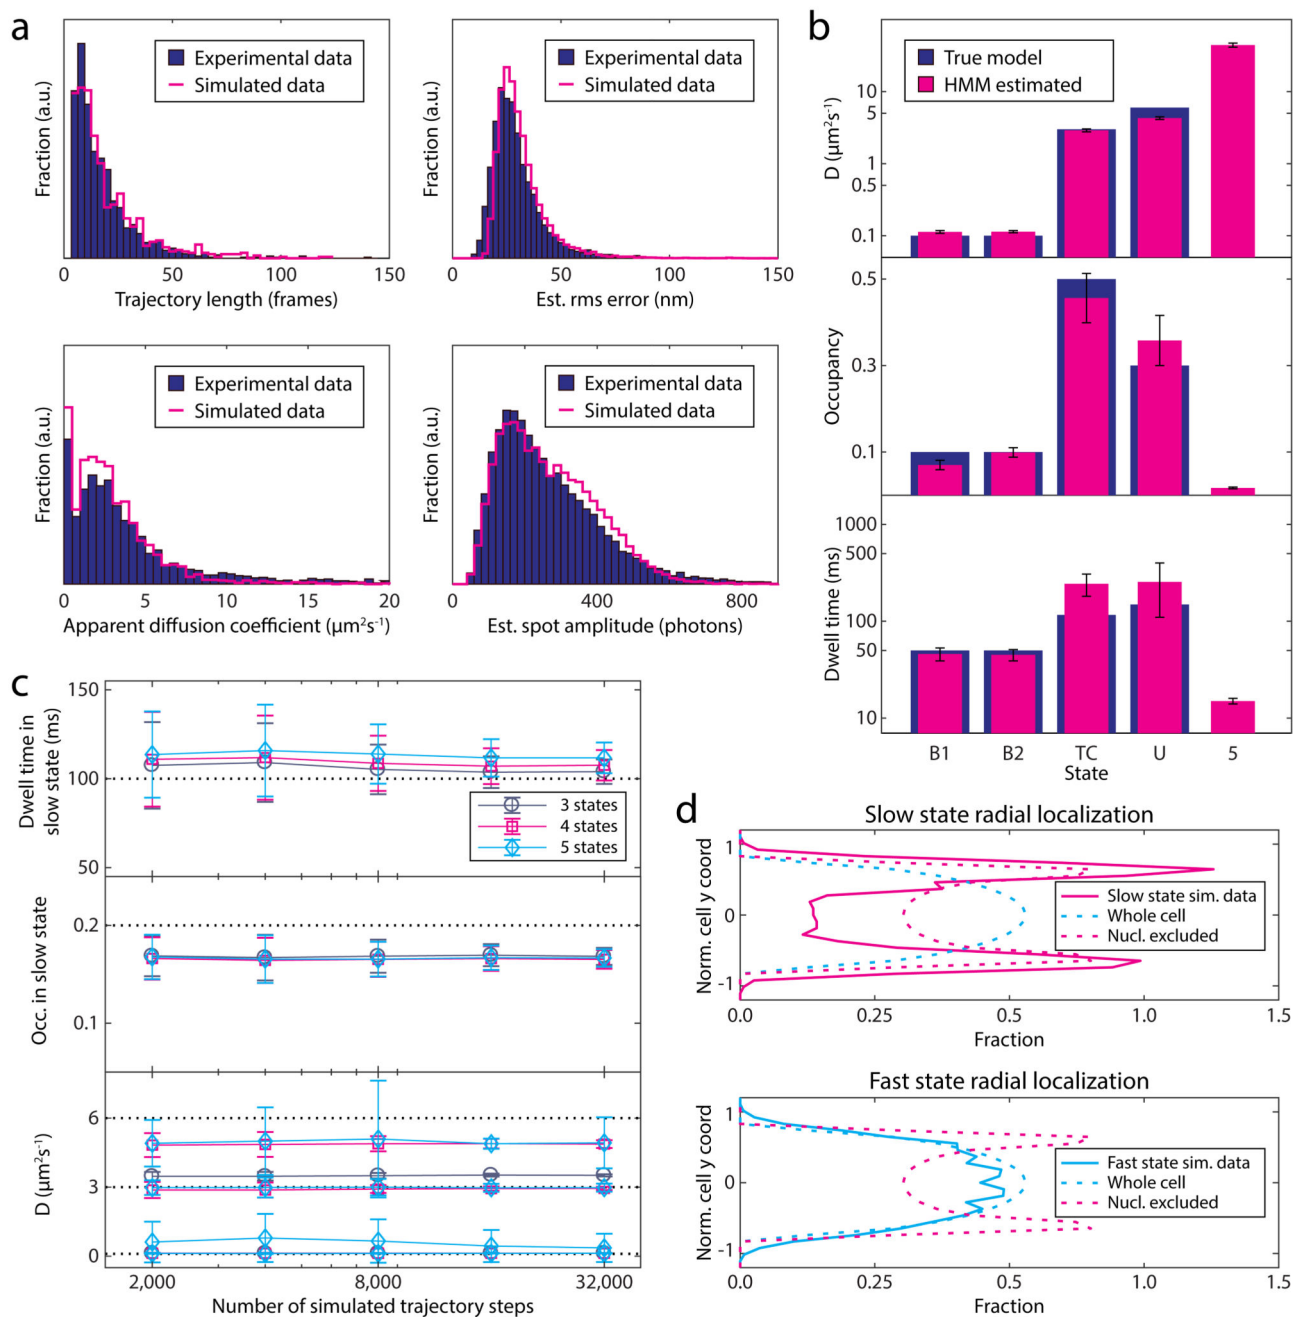 a
Fraction (a.u.)
Experimental data
Simulated data
0
50
100
150
Trajectory length (frames)
Fraction (a.u.)
Experimental data
Simulated data
0
50
100
150
Est. rms error (nm)
Fraction (a.u.)
Experimental data
Simulated data
0
5
10
15
20
Apparent diffusion coefficient (μm²s⁻¹)
Fraction (a.u.)
Experimental data
Simulated data
0
400
800
Est. spot amplitude (photons)
b
True model
HMM estimated
D (μm²s⁻¹)
10
5
1
0.5
0.1
Occupancy
0.5
0.3
0.1
Dwell time (ms)
1000
500
100
50
10
B1
B2
TC
U
5
State
c
Dwell time in
slow state (ms)
150
100
50
3 states
4 states
5 states
Occ. in slow state
0.2
0.1
D (μm²s⁻¹)
6
3
0
2,000
8,000
32,000
Number of simulated trajectory steps
d
Slow state radial localization
Norm. cell y coord
1
0
-1
Slow state sim. data
Whole cell
Nucl. excluded
0.0
0.25
0.5
1.0
1.5
Fraction
Fast state radial localization
Norm. cell y coord
1
0
-1
Fast state sim. data
Whole cell
Nucl. excluded
0.0
0.25
0.5
1.0
1.5
Fraction